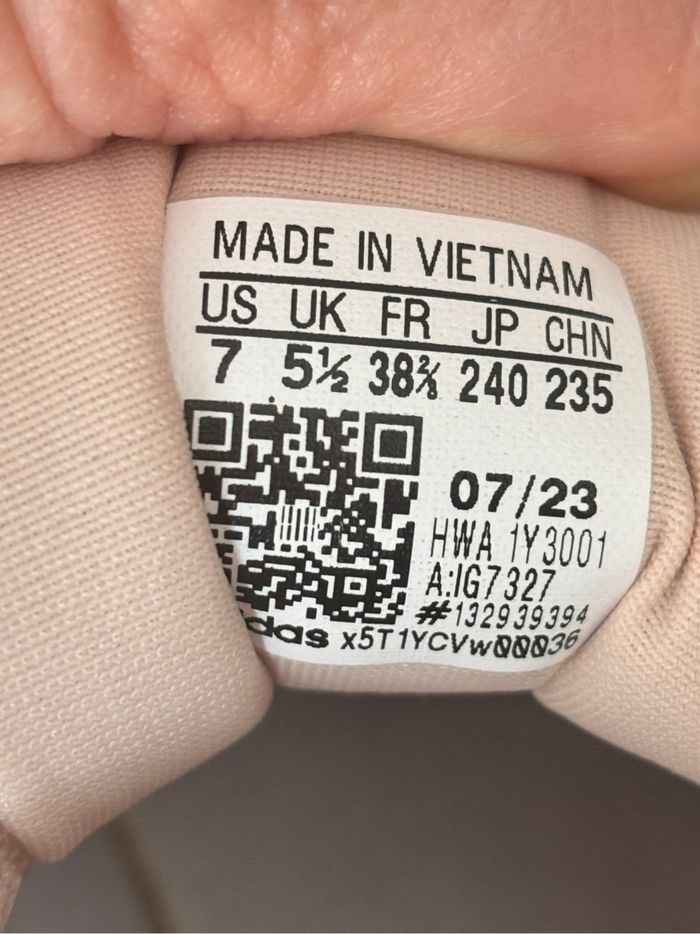 MADE IN VIETNAM
US UK FR JP CHN
7 5½ 38⅔ 240 235
07/23
HWA 1Y3001
A:IG7327
#132939394
das x5T1YCVw00036